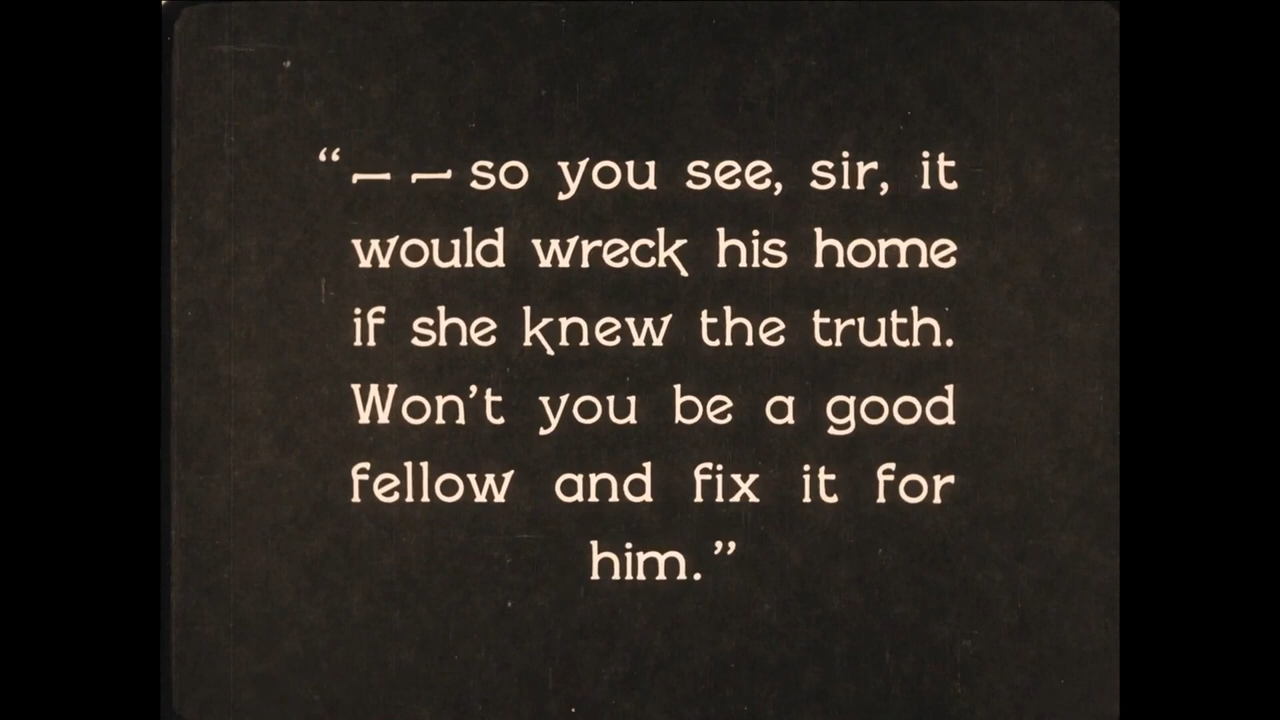 “— — so you see, sir, it
would wreck his home
if she knew the truth.
Won’t you be a good
fellow and fix it for
him.”